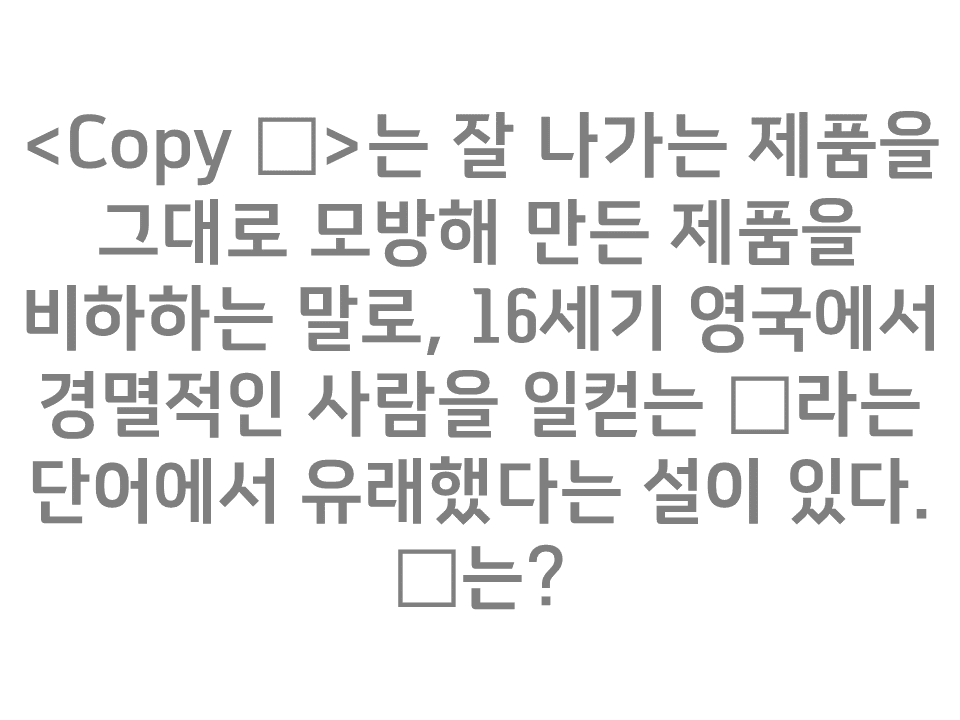 <Copy □>는 잘 나가는 제품을
그대로 모방해 만든 제품을
비하하는 말로, 16세기 영국에서
경멸적인 사람을 일컫는 □라는
단어에서 유래했다는 설이 있다.
□는?